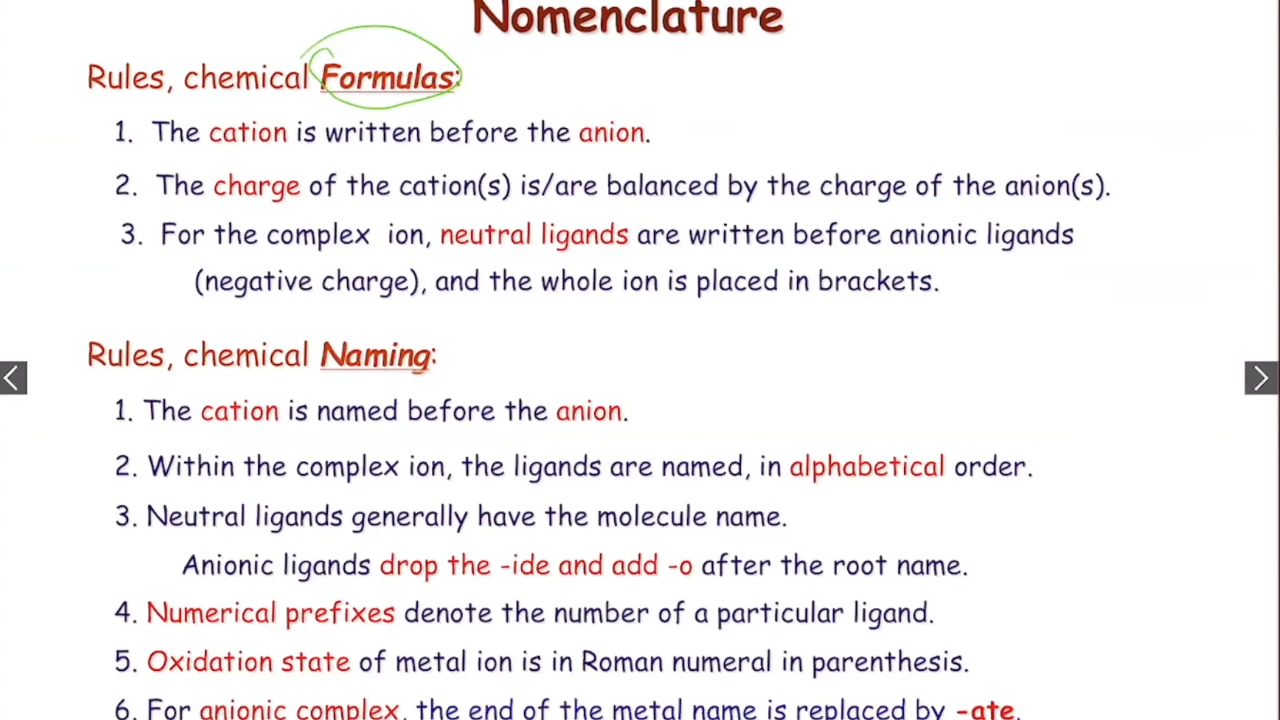 Nomenclature
Rules, chemical Formulas:
1. The cation is written before the anion.
2. The charge of the cation(s) is/are balanced by the charge of the anion(s).
3. For the complex ion, neutral ligands are written before anionic ligands
(negative charge), and the whole ion is placed in brackets.
Rules, chemical Naming:
1. The cation is named before the anion.
2. Within the complex ion, the ligands are named, in alphabetical order.
3. Neutral ligands generally have the molecule name.
Anionic ligands drop the -ide and add -o after the root name.
4. Numerical prefixes denote the number of a particular ligand.
5. Oxidation state of metal ion is in Roman numeral in parenthesis.
6. For anionic complex, the end of the metal name is replaced by -ate.